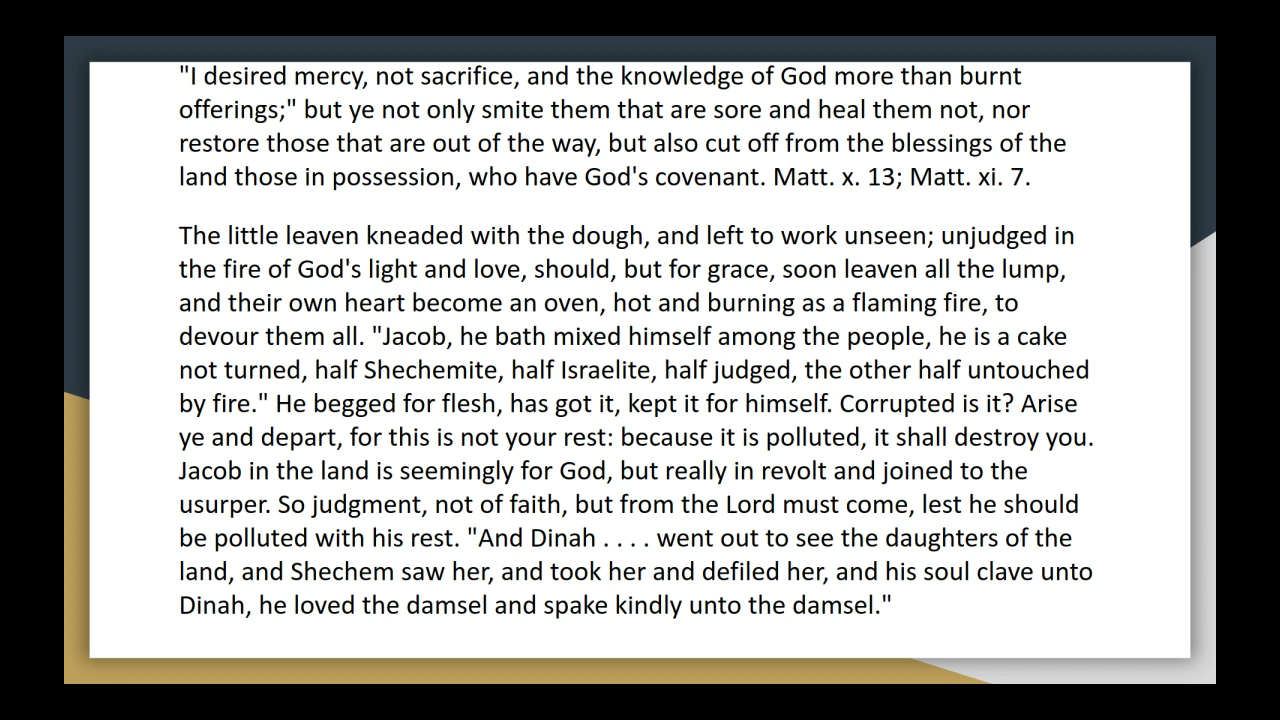 "I desired mercy, not sacrifice, and the knowledge of God more than burnt
offerings;" but ye not only smite them that are sore and heal them not, nor
restore those that are out of the way, but also cut off from the blessings of the
land those in possession, who have God's covenant. Matt. x. 13; Matt. xi. 7.
The little leaven kneaded with the dough, and left to work unseen; unjudged in
the fire of God's light and love, should, but for grace, soon leaven all the lump,
and their own heart become an oven, hot and burning as a flaming fire, to
devour them all. "Jacob, he bath mixed himself among the people, he is a cake
not turned, half Shechemite, half Israelite, half judged, the other half untouched
by fire." He begged for flesh, has got it, kept it for himself. Corrupted is it? Arise
ye and depart, for this is not your rest: because it is polluted, it shall destroy you.
Jacob in the land is seemingly for God, but really in revolt and joined to the
usurper. So judgment, not of faith, but from the Lord must come, lest he should
be polluted with his rest. "And Dinah . . . . went out to see the daughters of the
land, and Shechem saw her, and took her and defiled her, and his soul clave unto
Dinah, he loved the damsel and spake kindly unto the damsel."